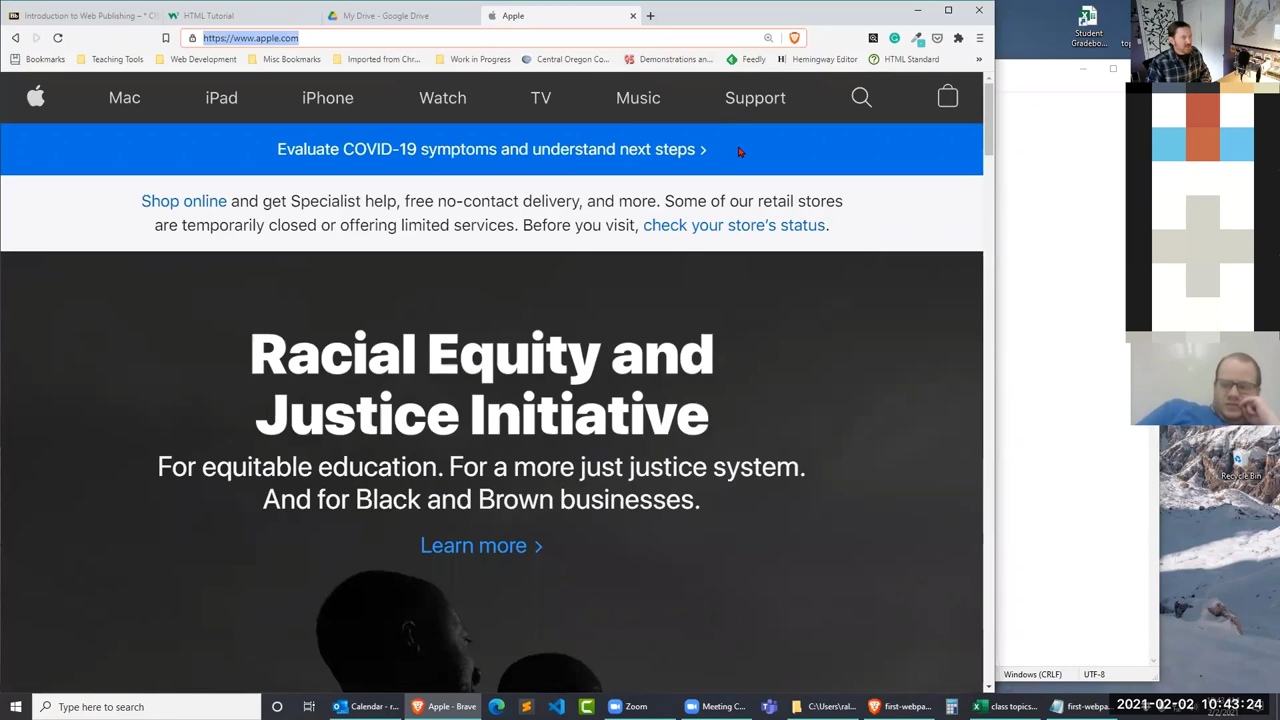 Introduction to Web Publishing – * CI
HTML Tutorial
My Drive - Google Drive
Apple
https://www.apple.com
Bookmarks
Teaching Tools
Web Development
Misc Bookmarks
Imported from Chr...
Work in Progress
Central Oregon Co...
Demonstrations and...
Feedly
Hemingway Editor
HTML Standard
Student
Gradebo...
Mac
iPad
iPhone
Watch
TV
Music
Support
Evaluate COVID-19 symptoms and understand next steps >
Shop online and get Specialist help, free no-contact delivery, and more. Some of our retail stores
are temporarily closed or offering limited services. Before you visit, check your store's status.
Racial Equity and
Justice Initiative
For equitable education. For a more just justice system.
And for Black and Brown businesses.
Learn more >
Recycle Bin
Windows (CRLF)
UTF-8
Type here to search
Calendar - r...
Apple - Brave
Zoom
Meeting C...
C:\Users\ral...
first-webpa...
class topics...
first-webpa...
2021-02-02 10:43:24